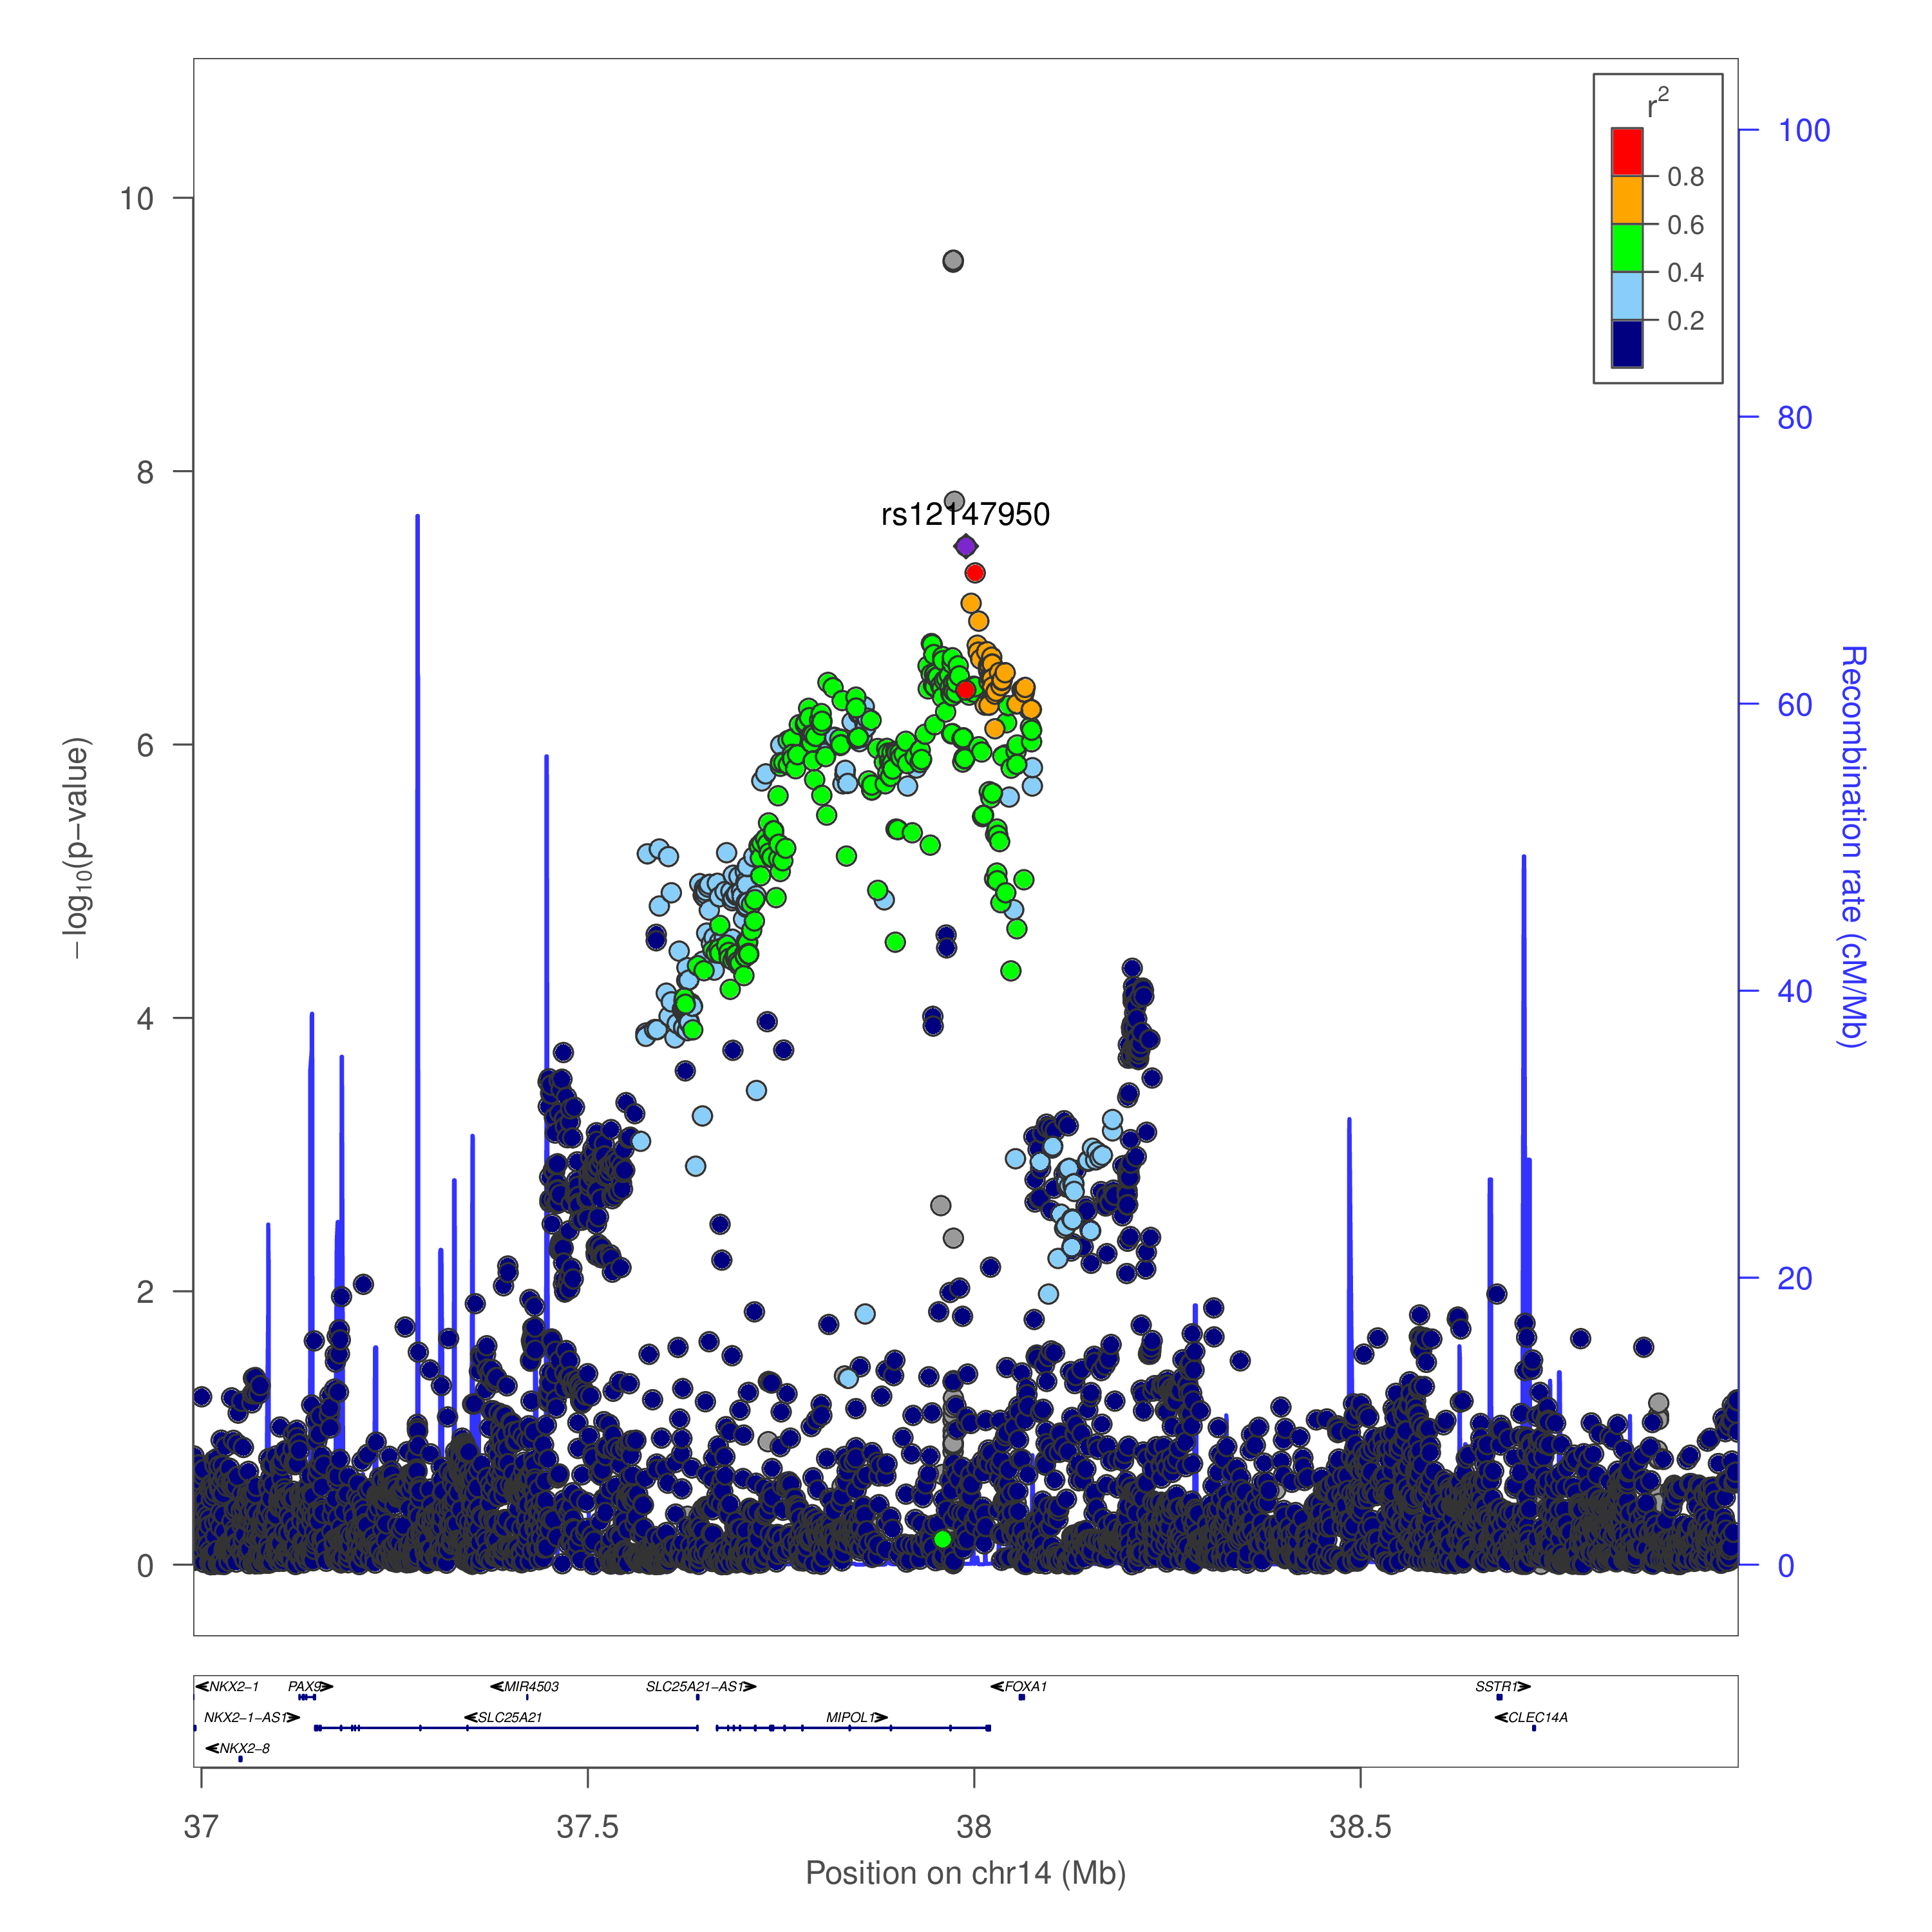 r2
0.8
0.6
0.4
0.2
rs12147950
10
8
6
4
2
0
−log10(p−value)
100
80
60
40
20
0
Recombination rate (cM/Mb)
NKX2−1
PAX9
MIR4503
SLC25A21−AS1
FOXA1
SSTR1
NKX2−1−AS1
SLC25A21
MIPOL1
CLEC14A
NKX2−8
37
37.5
38
38.5
Position on chr14 (Mb)